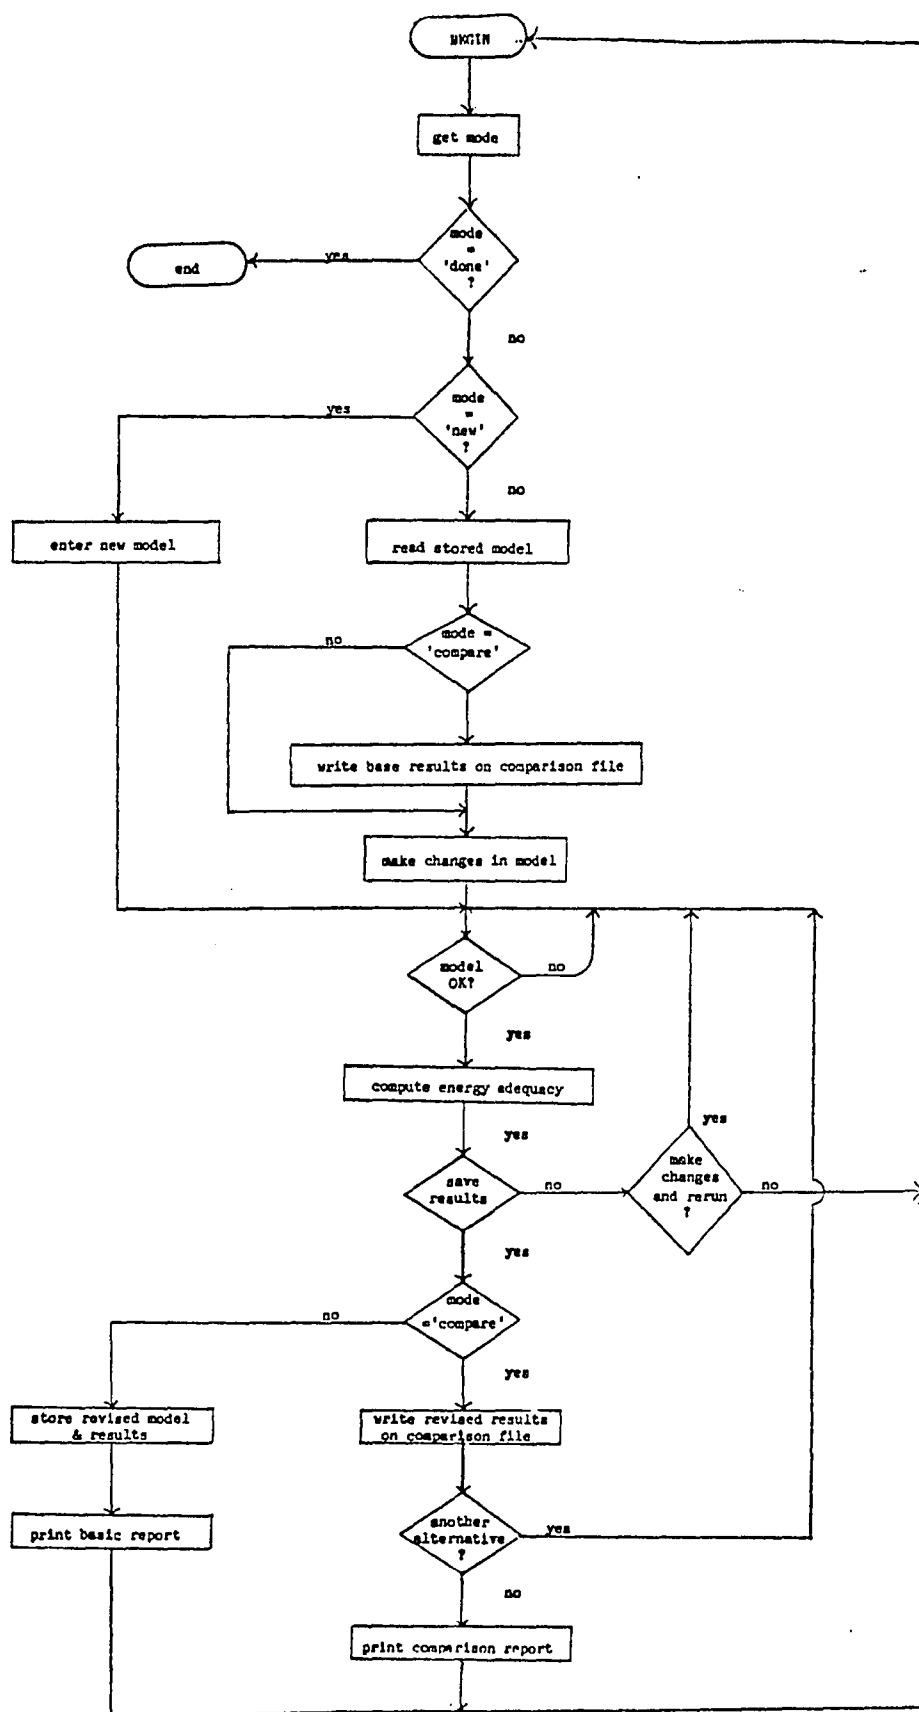 BEGIN
get mode
mode
=
'done'
?
yes
end
no
mode
=
'new'
?
yes
no
enter new model
read stored model
mode =
'compare'
no
write base results on comparison file
make changes in model
model
OK?
no
yes
compute energy adequacy
yes
save
results
no
make
changes
and rerun
?
yes
no
yes
mode
='compare'
no
yes
store revised model
& results
write revised results
on comparison file
print basic report
another
alternative
?
yes
no
print comparison report